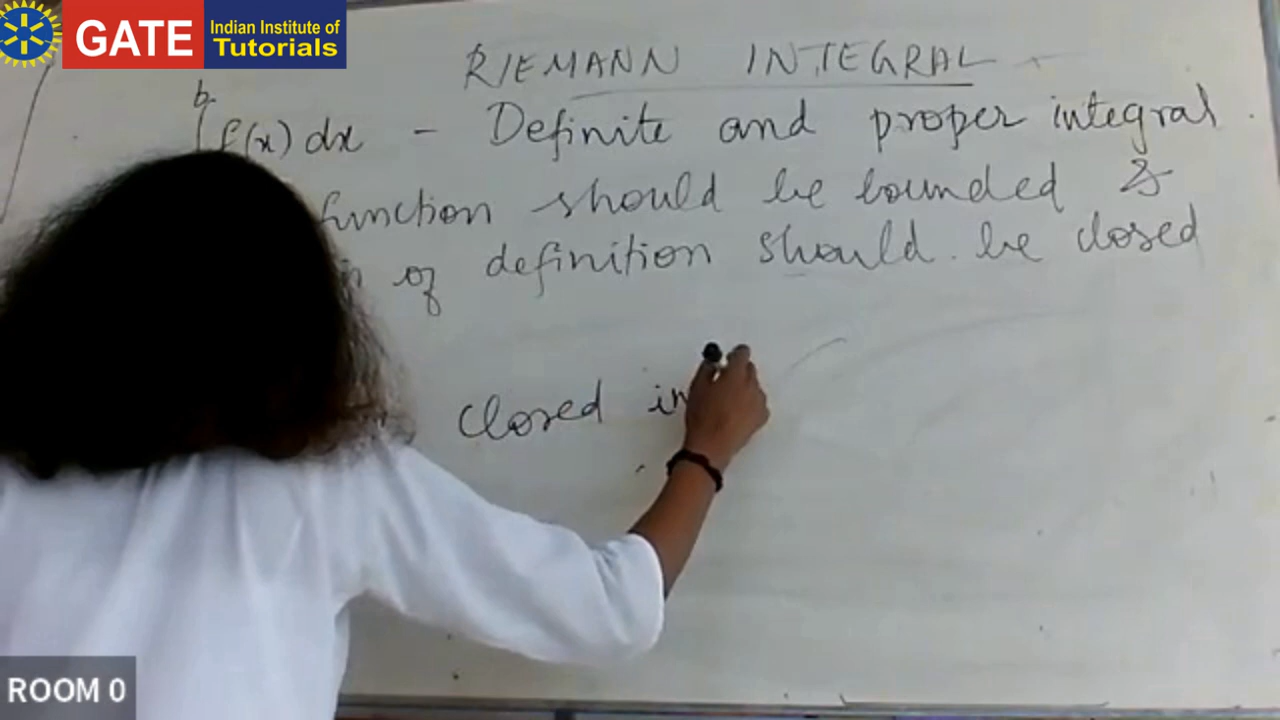 GATE
Indian Institute of
Tutorials
RIEMANN INTEGRAL
b
∫ f(x) dx - Definite and proper integral.
function should be bounded &
of definition should be closed
closed in
ROOM 0